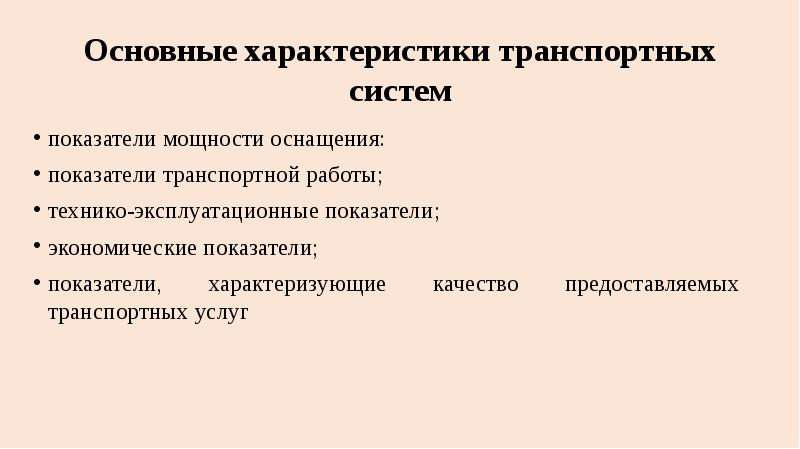 Основные характеристики транспортных
систем
• показатели мощности оснащения:
• показатели транспортной работы;
• технико-эксплуатационные показатели;
• экономические показатели;
• показатели, характеризующие качество предоставляемых
транспортных услуг